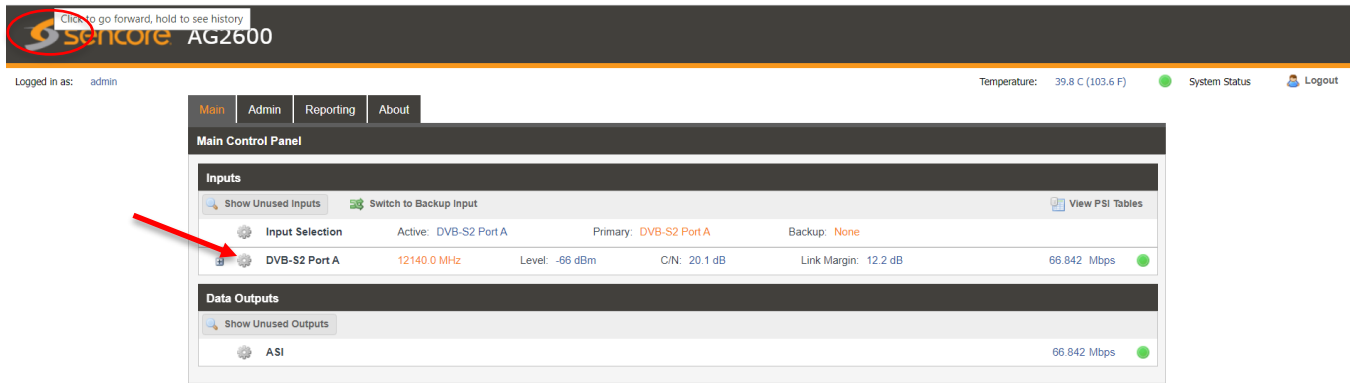 Click to go forward, hold to see history
sencore AG2600
Logged in as: admin Temperature: 39.8 C (103.6 F) System Status Logout
Main Admin Reporting About
Main Control Panel
Inputs
Show Unused Inputs Switch to Backup Input View PSI Tables
Input Selection Active: DVB-S2 Port A Primary: DVB-S2 Port A Backup: None
DVB-S2 Port A 12140.0 MHz Level: -66 dBm C/N: 20.1 dB Link Margin: 12.2 dB 66.842 Mbps
Data Outputs
Show Unused Outputs
ASI 66.842 Mbps